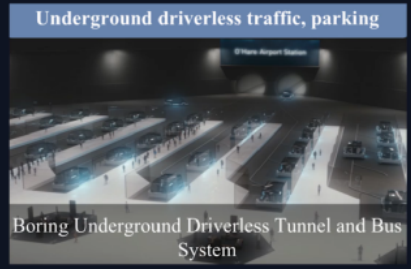 Underground driverless traffic, parking
O'Hare Airport Station
Boring Underground Driverless Tunnel and Bus
System